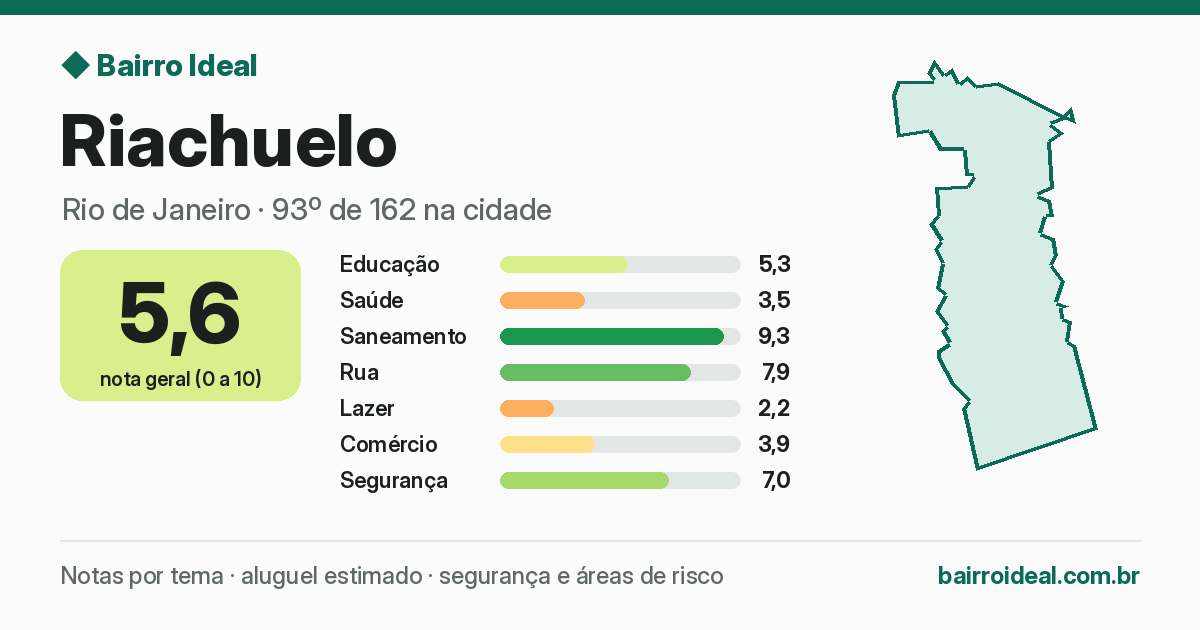 Bairro Ideal
Riachuelo
Rio de Janeiro · 93º de 162 na cidade
5,6
nota geral (0 a 10)
Educação 5,3
Saúde 3,5
Saneamento 9,3
Rua 7,9
Lazer 2,2
Comércio 3,9
Segurança 7,0
Notas por tema · aluguel estimado · segurança e áreas de risco
bairroideal.com.br